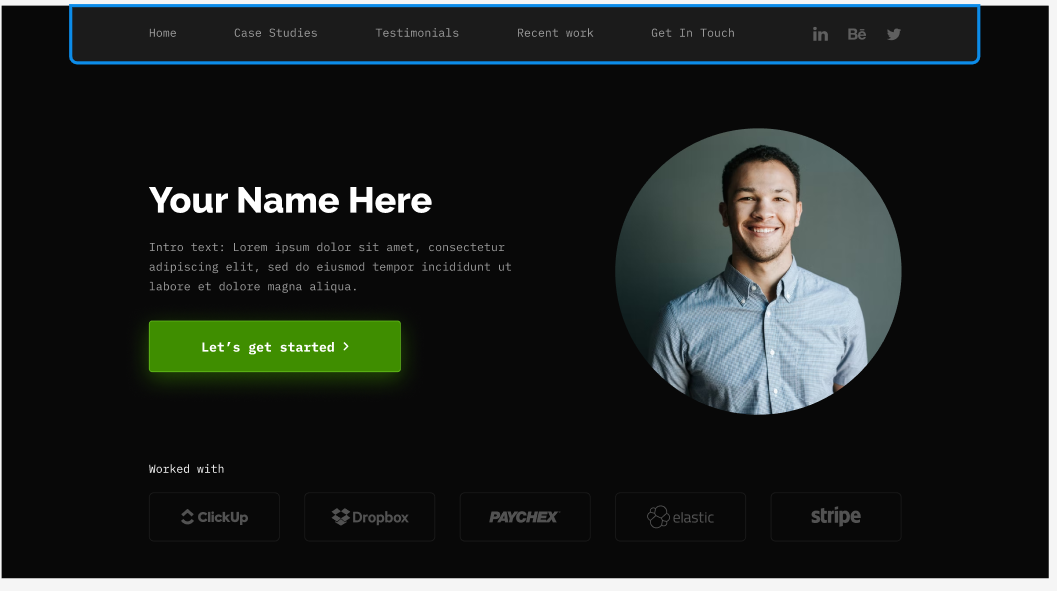 Home Case Studies Testimonials Recent work Get In Touch in Bē
Your Name Here
Intro text: Lorem ipsum dolor sit amet, consectetur
adipiscing elit, sed do eiusmod tempor incididunt ut
labore et dolore magna aliqua.
Let’s get started >
Worked with
ClickUp Dropbox PAYCHEX elastic stripe